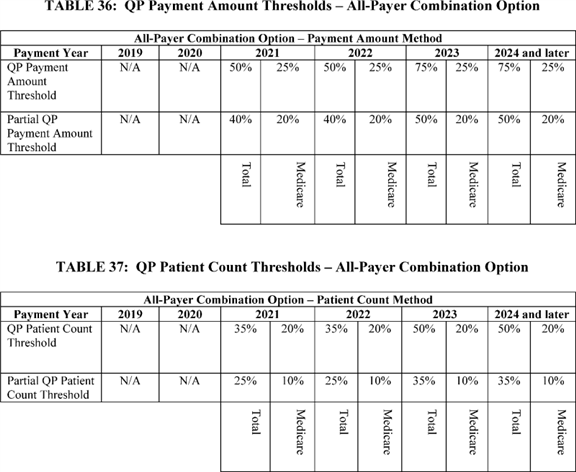 TABLE 36: QP Payment Amount Thresholds – All-Payer Combination Option
All-Payer Combination Option – Payment Amount Method
Payment Year 2019 2020 2021 2022 2023 2024 and later
QP Payment N/A N/A 50% 25% 50% 25% 75% 25% 75% 25%
Amount
Threshold
Partial QP N/A N/A 40% 20% 40% 20% 50% 20% 50% 20%
Payment Amount
Threshold
Total Medicare Total Medicare Total Medicare Total Medicare
TABLE 37: QP Patient Count Thresholds – All-Payer Combination Option
All-Payer Combination Option – Patient Count Method
Payment Year 2019 2020 2021 2022 2023 2024 and later
QP Patient Count N/A N/A 35% 20% 35% 20% 50% 20% 50% 20%
Threshold
Partial QP Patient N/A N/A 25% 10% 25% 10% 35% 10% 35% 10%
Count Threshold
Total Medicare Total Medicare Total Medicare Total Medicare